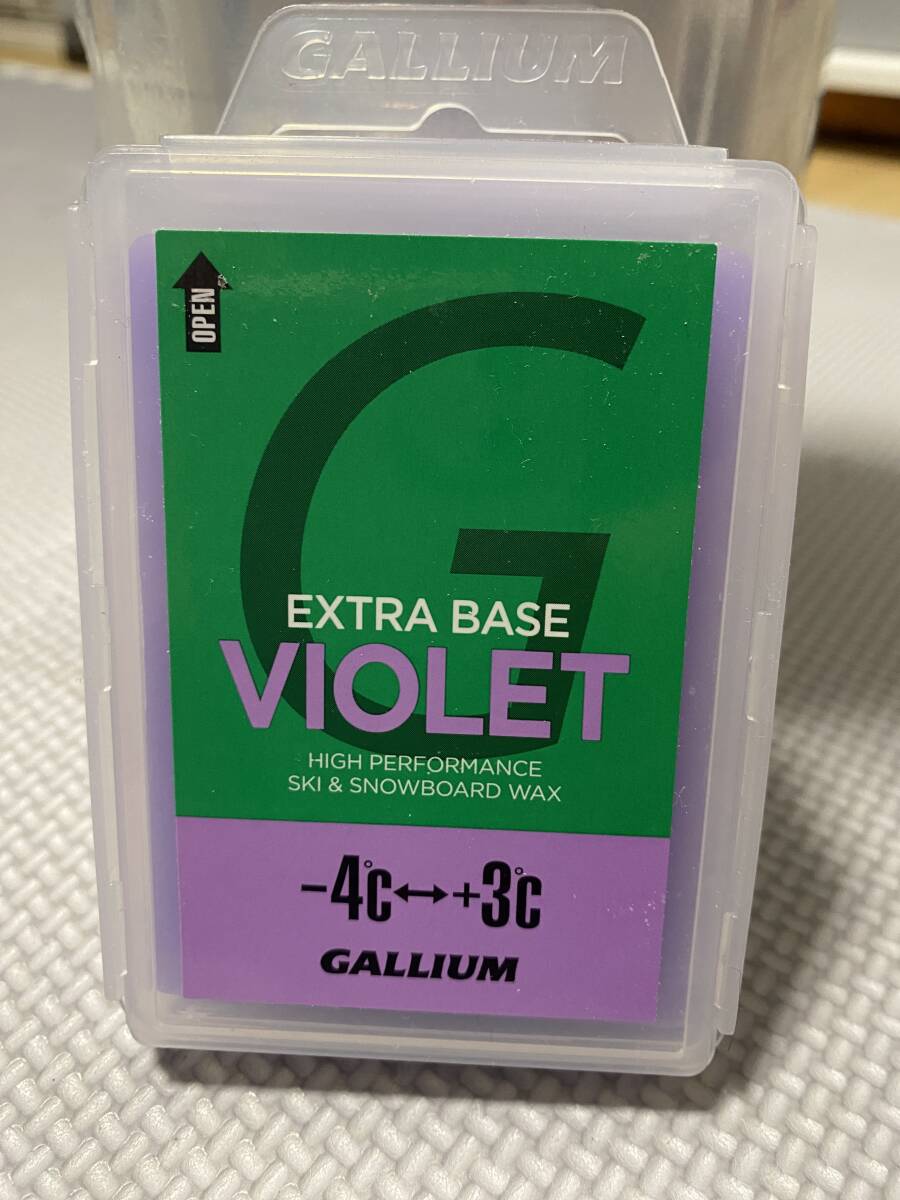 GALLIUM
OPEN
EXTRA BASE
VIOLET
HIGH PERFORMANCE
SKI & SNOWBOARD WAX
−4℃↔+3℃
GALLIUM